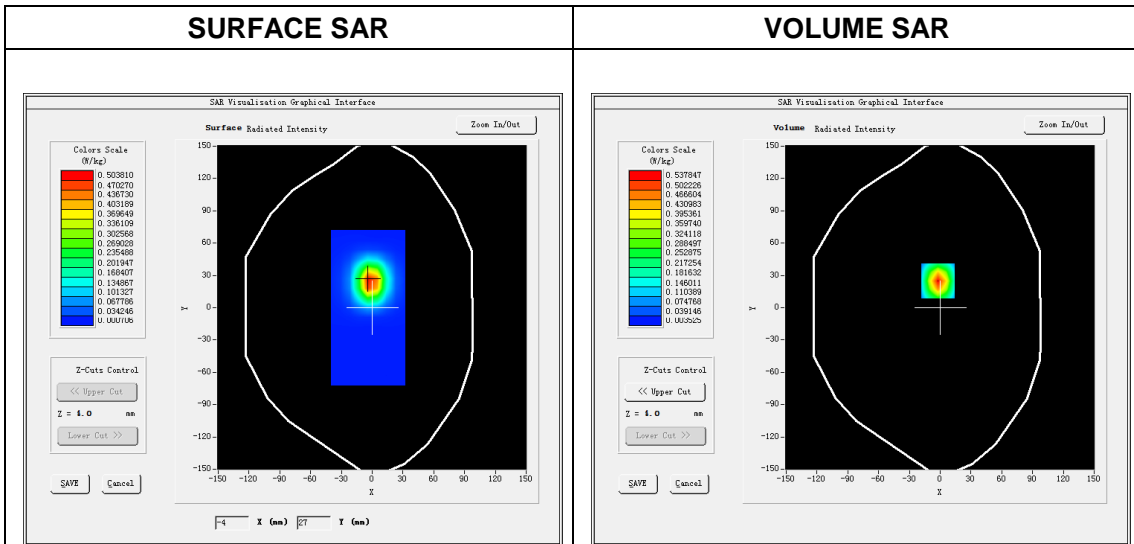 SURFACE SAR
VOLUME SAR
SAR Visualisation Graphical Interface
Surface Radiated Intensity
Zoom In/Out
Colors Scale
(W/kg)
0.503810
0.470270
0.436730
0.403189
0.369649
0.336109
0.302568
0.269028
0.235488
0.201947
0.168407
0.134867
0.101327
0.067786
0.034246
0.000706
Z-Cuts Control
<< Upper Cut
Z = 4.0 mm
Lower Cut >>
SAVE
Cancel
150
120
90
60
30
0
-30
-60
-90
-120
-150
Y
-150 -120 -90 -60 -30 0 30 60 90 120 150
X
-4 X (mm) 27 Y (mm)
SAR Visualisation Graphical Interface
Volume Radiated Intensity
Zoom In/Out
Colors Scale
(W/kg)
0.537847
0.502226
0.466604
0.430983
0.395361
0.359740
0.324118
0.288497
0.252875
0.217254
0.181632
0.146011
0.110389
0.074768
0.039146
0.003525
Z-Cuts Control
<< Upper Cut
Z = 4.0 mm
Lower Cut >>
SAVE
Cancel
150
120
90
60
30
0
-30
-60
-90
-120
-150
Y
-150 -120 -90 -60 -30 0 30 60 90 120 150
X